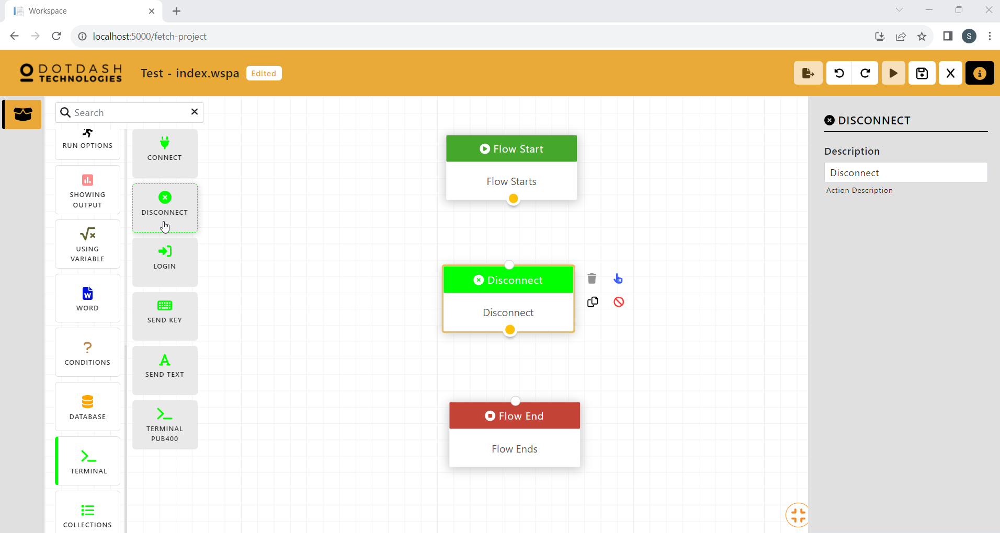 Workspace
localhost:5000/fetch-project
S
DOTDASH
TECHNOLOGIES
Test - index.wspa
Edited
Search
RUN OPTIONS
SHOWING
OUTPUT
USING
VARIABLE
WORD
CONDITIONS
DATABASE
TERMINAL
COLLECTIONS
CONNECT
DISCONNECT
LOGIN
SEND KEY
SEND TEXT
TERMINAL
PUB400
Flow Start
Flow Starts
Disconnect
Disconnect
Flow End
Flow Ends
DISCONNECT
Description
Disconnect
Action Description